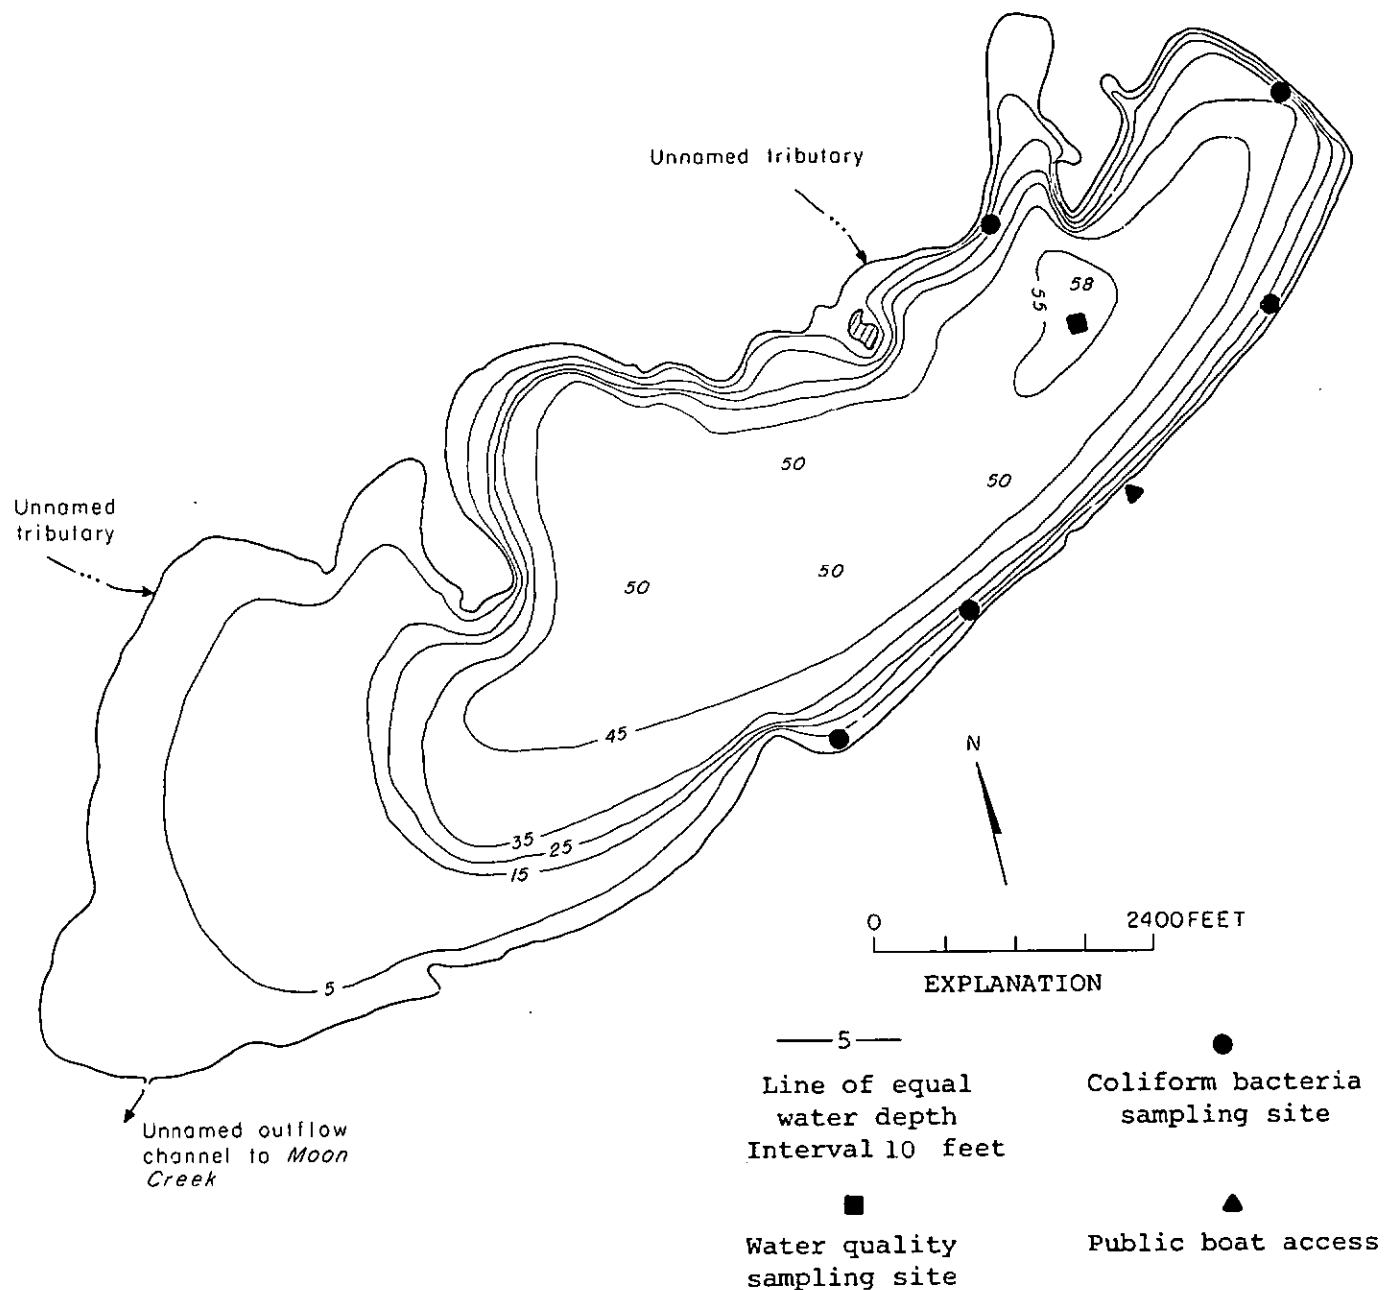 Unnamed tributary
58
55
50
50
Unnamed
tributary
50
50
45
N
35
25
15
0
2400 FEET
EXPLANATION
5
5
Line of equal
water depth
Interval 10 feet
Coliform bacteria
sampling site
Unnamed outflow
channel to Moon
Creek
Water quality
sampling site
Public boat access